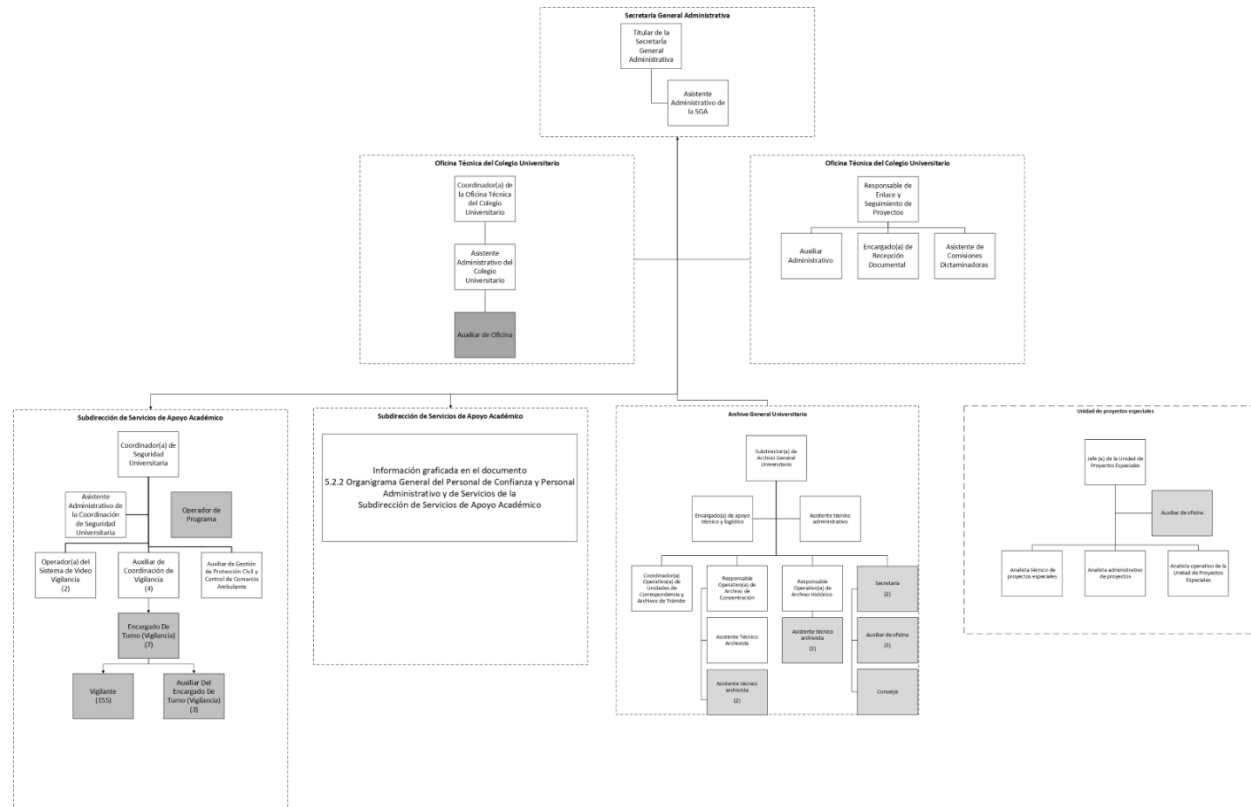 Secretaría General Administrativa
Titular de la
Secretaría
General
Administrativa
Asistente
Administrativo de
la SGA
Oficina Técnica del Colegio Universitario
Coordinador(a) de
la Oficina Técnica
del Colegio
Universitario
Asistente
Administrativo del
Colegio
Universitario
Auxiliar de Oficina
Oficina Técnica del Colegio Universitario
Responsable de
Enlace y
Seguimiento de
Proyectos
Auxiliar
Administrativo
Encargado(a) de
Recepción
Documental
Asistente de
Comisiones
Dictaminadoras
Subdirección de Servicios de Apoyo Académico
Coordinador(a) de
Seguridad
Universitaria
Asistente
Administrativo de
la Coordinación
de Seguridad
Universitaria
Operador de
Programa
Operador(a) del
Sistema de Video
Vigilancia
(2)
Auxiliar de
Coordinación de
Vigilancia
(4)
Auxiliar de Gestión
de Protección Civil y
Control de Comercio
Ambulante
Encargado De
Turno (Vigilancia)
(7)
Vigilante
(155)
Auxiliar Del
Encargado De
Turno (Vigilancia)
(3)
Subdirección de Servicios de Apoyo Académico
Información graficada en el documento
5.2.2 Organigrama General del Personal de Confianza y Personal
Administrativo y de Servicios de la
Subdirección de Servicios de Apoyo Académico
Archivo General Universitario
Subdirector(a) de
Archivo General
Universitario
Encargado(a) de apoyo
técnico y logístico
Asistente técnico
administrativo
Coordinador(a)
Operativo(a) de
Unidades de
Correspondencia y
Archivos de Trámite
Responsable
Operativo(a) de
Archivo de
Concentración
Responsable
Operativo(a) de
Archivo Histórico
Secretaria
(2)
Asistente Técnico
Archivista
Asistente técnico
archivista
(2)
Auxiliar de oficina
(3)
Asistente técnico
archivista
(2)
Conserje
Unidad de proyectos especiales
Jefe (a) de la Unidad de
Proyectos Especiales
Auxiliar de oficina
Analista técnico de
proyectos especiales
Analista administrativo
de proyectos
Analista operativo de la
Unidad de Proyectos
Especiales